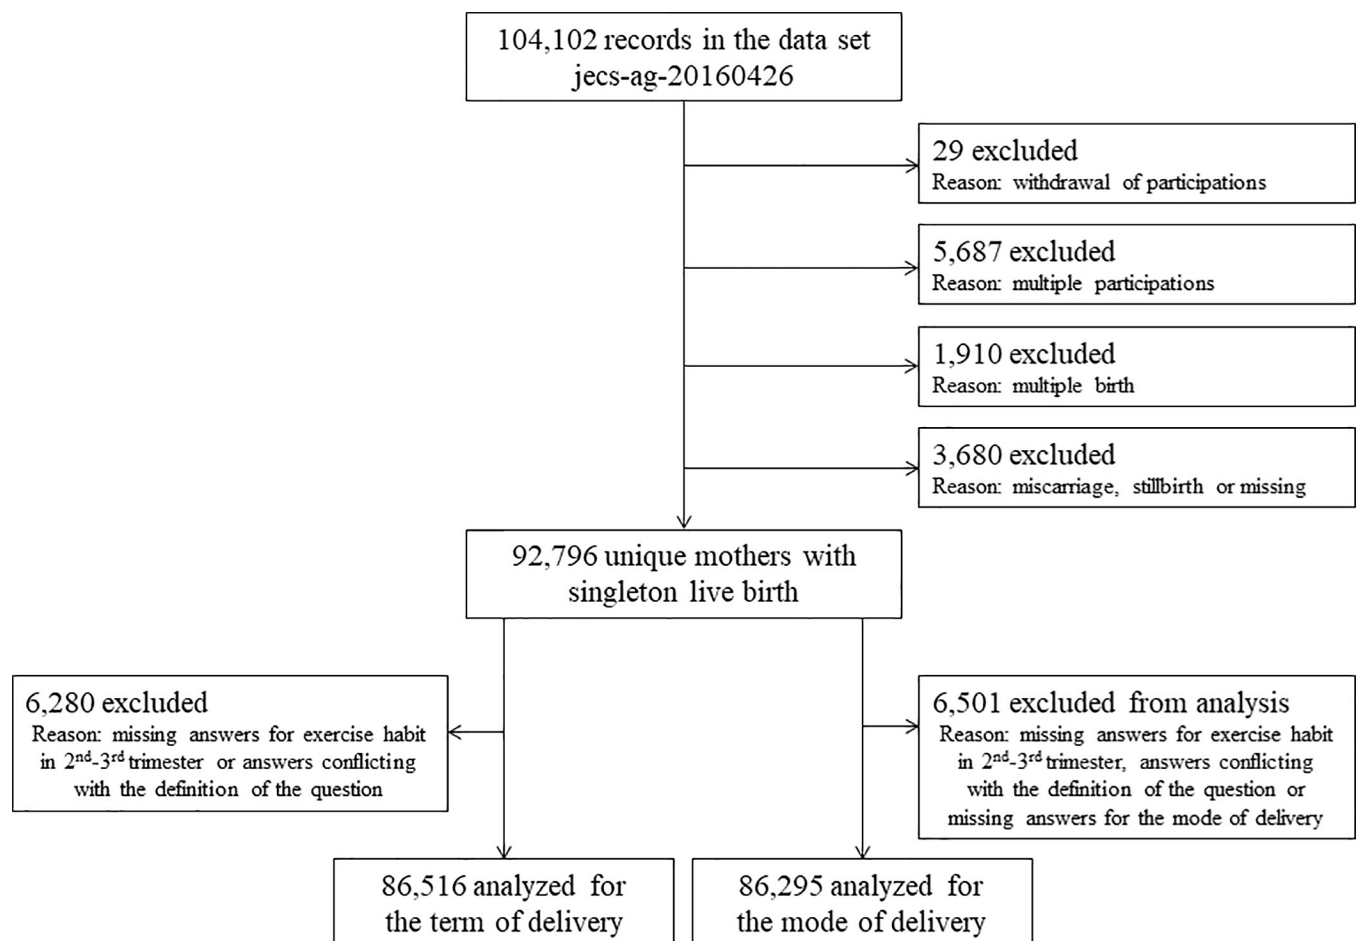 104,102 records in the data set
jecs-ag-20160426
29 excluded
Reason: withdrawal of participations
5,687 excluded
Reason: multiple participations
1,910 excluded
Reason: multiple birth
3,680 excluded
Reason: miscarriage, stillbirth or missing
92,796 unique mothers with
singleton live birth
6,280 excluded
Reason: missing answers for exercise habit
in 2nd-3rd trimester or answers conflicting
with the definition of the question
6,501 excluded from analysis
Reason: missing answers for exercise habit
in 2nd-3rd trimester, answers conflicting
with the definition of the question or
missing answers for the mode of delivery
86,516 analyzed for
the term of delivery
86,295 analyzed for
the mode of delivery